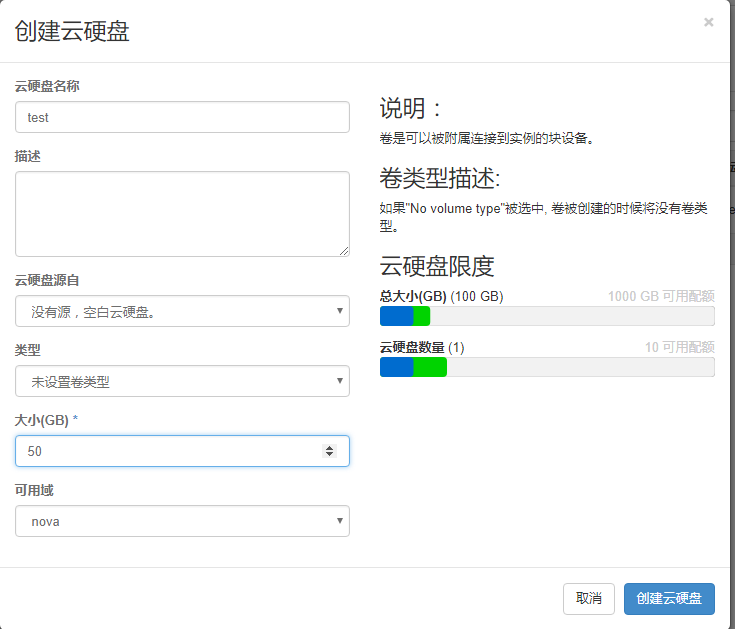 创建云硬盘
×
云硬盘名称
test
描述
云硬盘源自
没有源，空白云硬盘。
类型
未设置卷类型
大小(GB) *
50
可用域
nova
说明：
卷是可以被附属连接到实例的块设备。
卷类型描述:
如果"No volume type"被选中, 卷被创建的时候将没有卷类
型。
云硬盘限度
总大小(GB) (100 GB) 1000 GB 可用配额
云硬盘数量 (1) 10 可用配额
取消
创建云硬盘